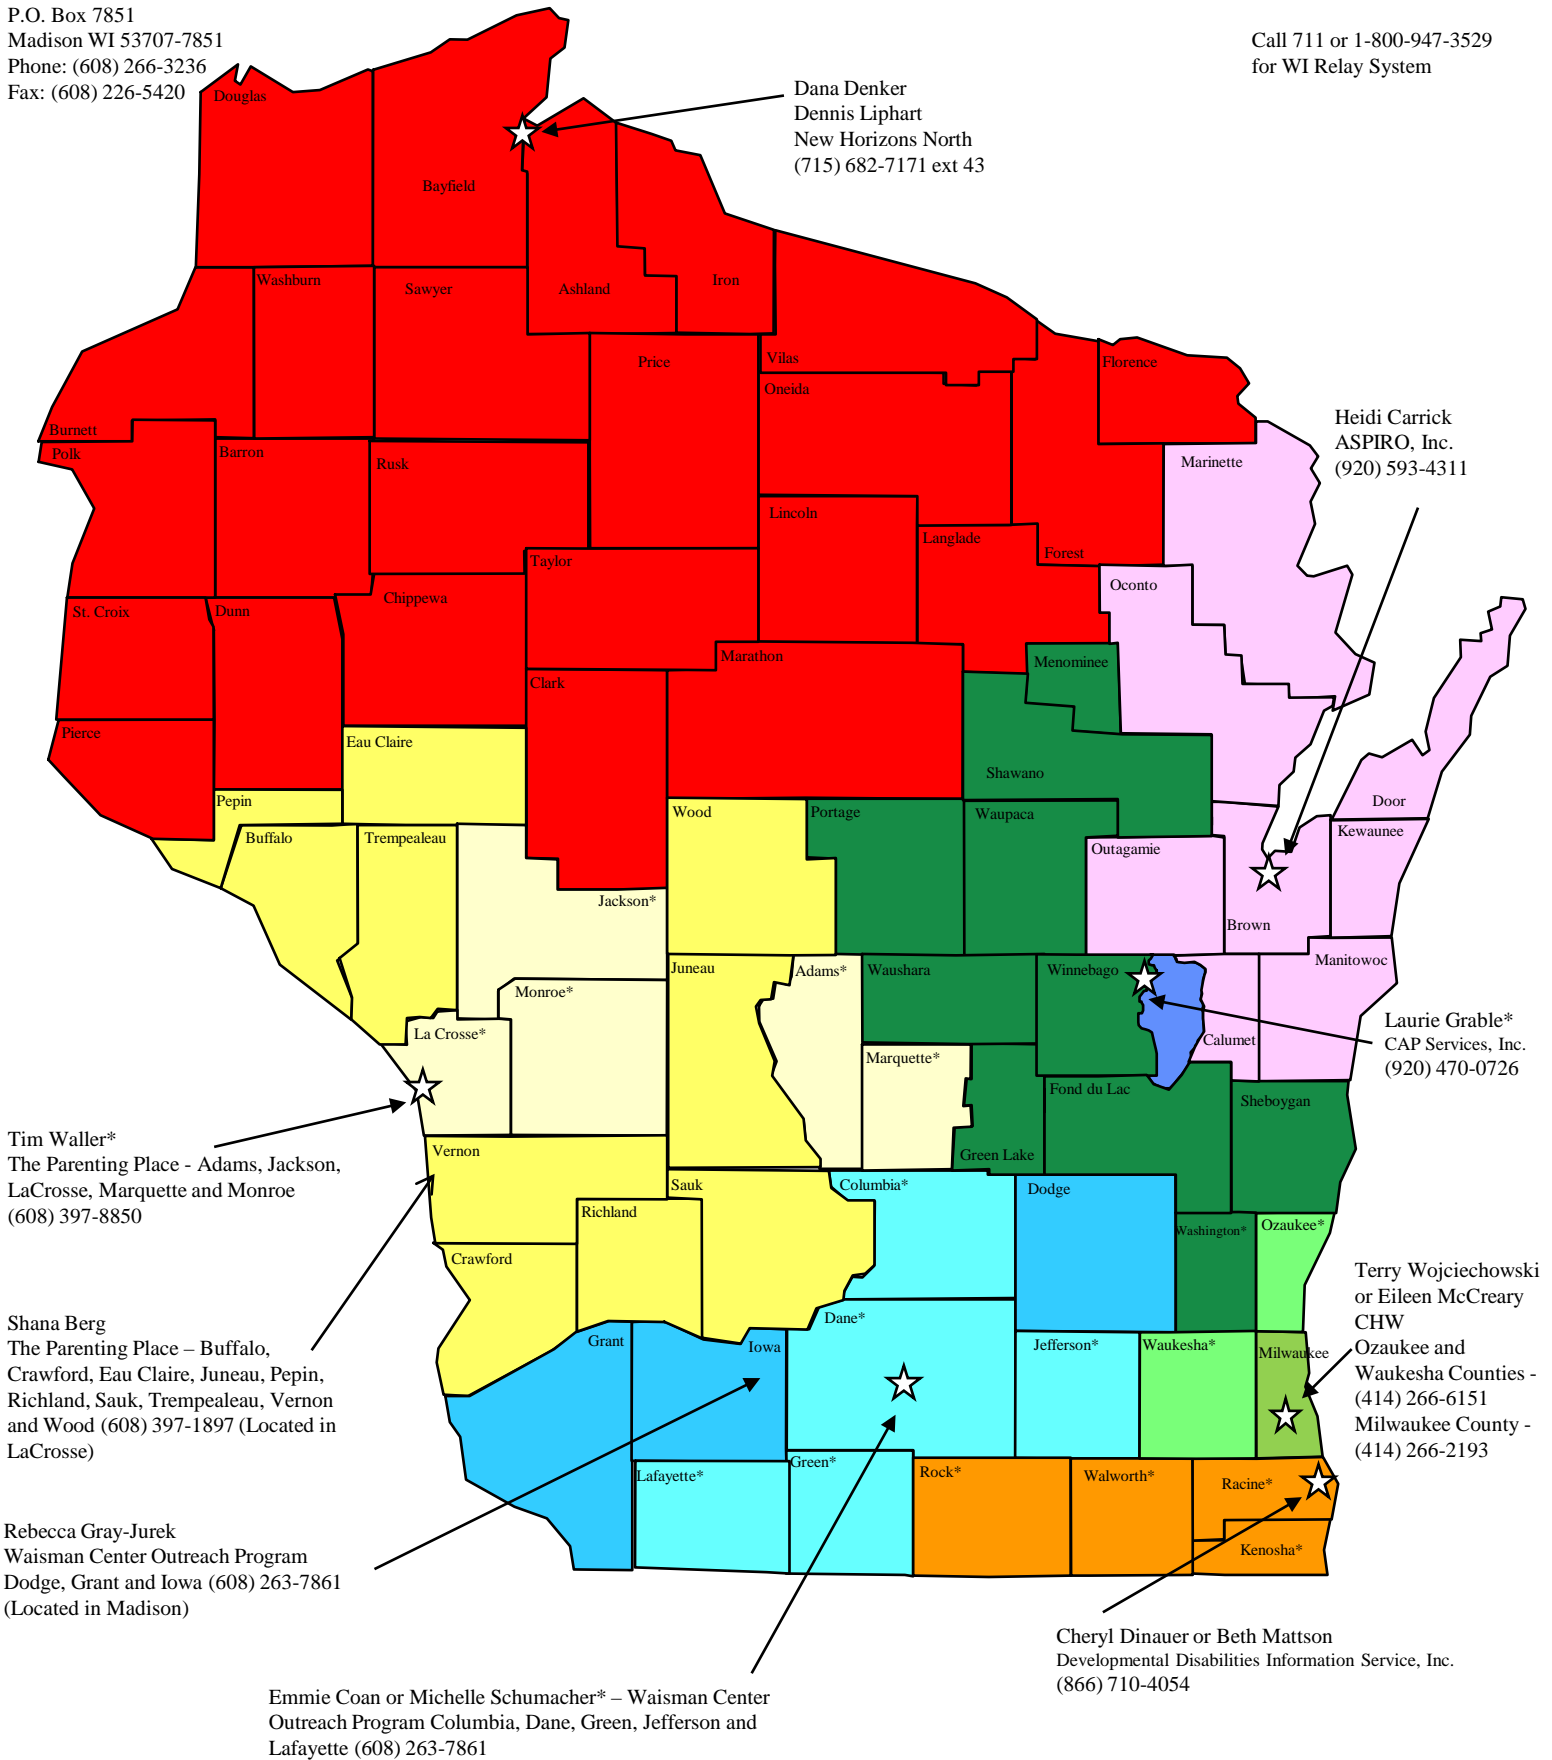 P.O. Box 7851
Madison WI 53707-7851
Phone: (608) 266-3236
Fax: (608) 226-5420
Call 711 or 1-800-947-3529
for WI Relay System
Dana Denker
Dennis Liphart
New Horizons North
(715) 682-7171 ext 43
Douglas
Bayfield
Washburn
Sawyer
Ashland
Iron
Price
Vilas
Florence
Oneida
Burnett
Polk
Barron
Rusk
Heidi Carrick
ASPIRO, Inc.
(920) 593-4311
Marinette
Lincoln
Langlade
Forest
Taylor
Oconto
Chippewa
St. Croix
Dunn
Marathon
Menominee
Clark
Pierce
Eau Claire
Shawano
Pepin
Door
Wood
Portage
Waupaca
Buffalo
Trempealeau
Kewaunee
Outagamie
Jackson*
Brown
Manitowoc
Juneau
Adams*
Waushara
Winnebago
Monroe*
La Crosse*
Calumet
Marquette*
Laurie Grable*
CAP Services, Inc.
(920) 470-0726
Fond du Lac
Sheboygan
Tim Waller*
The Parenting Place - Adams, Jackson,
LaCrosse, Marquette and Monroe
(608) 397-8850
Vernon
Green Lake
Sauk
Columbia*
Dodge
Richland
Washington*
Ozaukee*
Crawford
Terry Wojciechowski
or Eileen McCreary
CHW
Ozaukee and
Waukesha Counties -
(414) 266-6151
Milwaukee County -
(414) 266-2193
Shana Berg
The Parenting Place – Buffalo,
Crawford, Eau Claire, Juneau, Pepin,
Richland, Sauk, Trempealeau, Vernon
and Wood (608) 397-1897 (Located in
LaCrosse)
Grant
Iowa
Dane*
Jefferson*
Waukesha*
Milwaukee
Lafayette*
Green*
Rock*
Walworth*
Racine*
Kenosha*
Rebecca Gray-Jurek
Waisman Center Outreach Program
Dodge, Grant and Iowa (608) 263-7861
(Located in Madison)
Cheryl Dinauer or Beth Mattson
Developmental Disabilities Information Service, Inc.
(866) 710-4054
Emmie Coan or Michelle Schumacher* – Waisman Center
Outreach Program Columbia, Dane, Green, Jefferson and
Lafayette (608) 263-7861